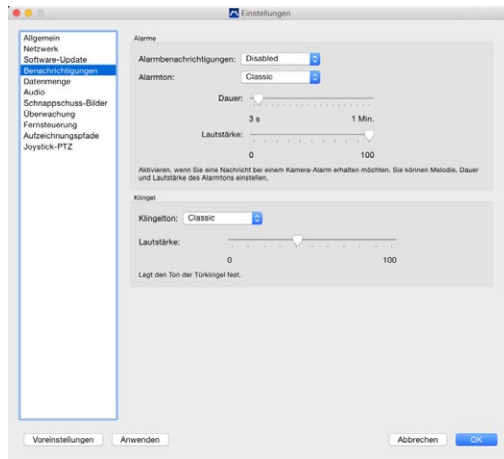 Einstellungen
Allgemein
Netzwerk
Software-Update
Benachrichtigungen
Datenmenge
Audio
Schnappschuss-Bilder
Überwachung
Fernsteuerung
Aufzeichnungspfade
Joystick-PTZ
Alarme
Alarmbenachrichtigungen: Disabled
Alarmton: Classic
Dauer:
3 s 1 Min.
Lautstärke:
0 100
Aktivieren, wenn Sie eine Nachricht bei einem Kamera-Alarm erhalten möchten. Sie können Melodie, Dauer
und Lautstärke des Alarmtons einstellen.
Klingel
Klingelton: Classic
Lautstärke:
0 100
Legt den Ton der Türklingel fest.
Voreinstellungen Anwenden Abbrechen OK